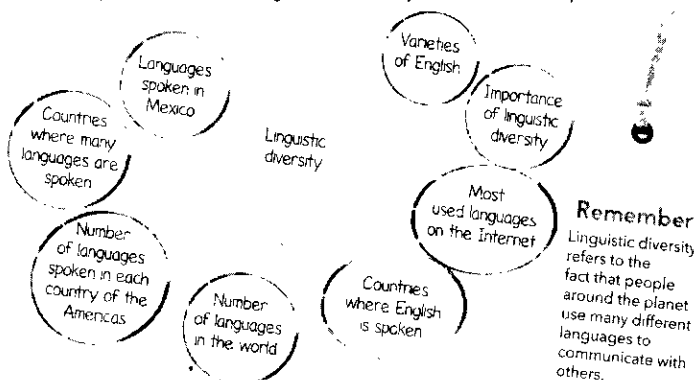 Languages
spoken in
Mexico
Varieties
of English
Countries
where many
languages are
spoken
Linguistic
diversity
Importance
of linguistic
diversity
Most
used languages
on the Internet
Number
of languages
spoken in each
country of the
Americas
Number
of languages
in the world
Countries
where English
is spoken
Remember
Linguistic diversity
refers to the
fact that people
around the planet
use many different
languages to
communicate with
others.